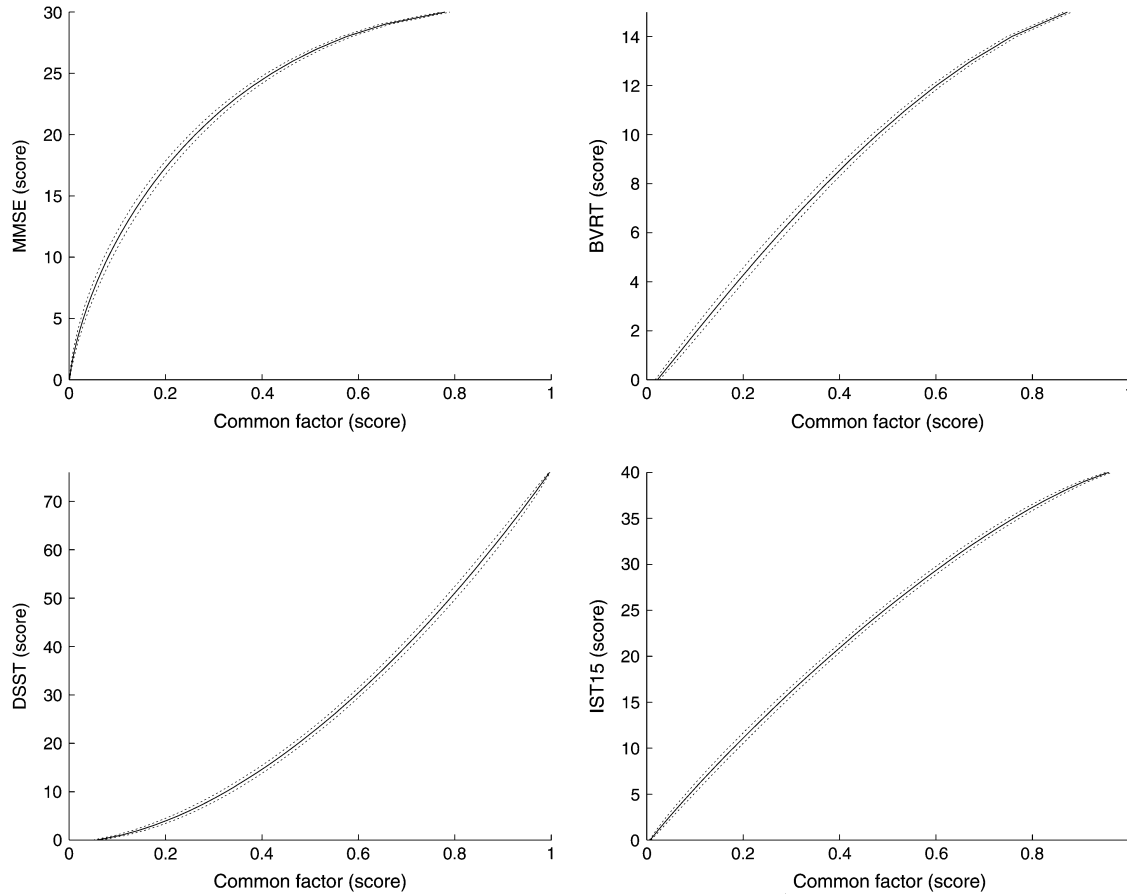 30
25
20
15
10
5
0
MMSE (score)
0 0.2 0.4 0.6 0.8 1
Common factor (score)
14
12
10
8
6
4
2
0
BVRT (score)
0 0.2 0.4 0.6 0.8
Common factor (score)
70
60
50
40
30
20
10
0
DSST (score)
0 0.2 0.4 0.6 0.8 1
Common factor (score)
40
35
30
25
20
15
10
5
0
IST15 (score)
0 0.2 0.4 0.6 0.8
Common factor (score)